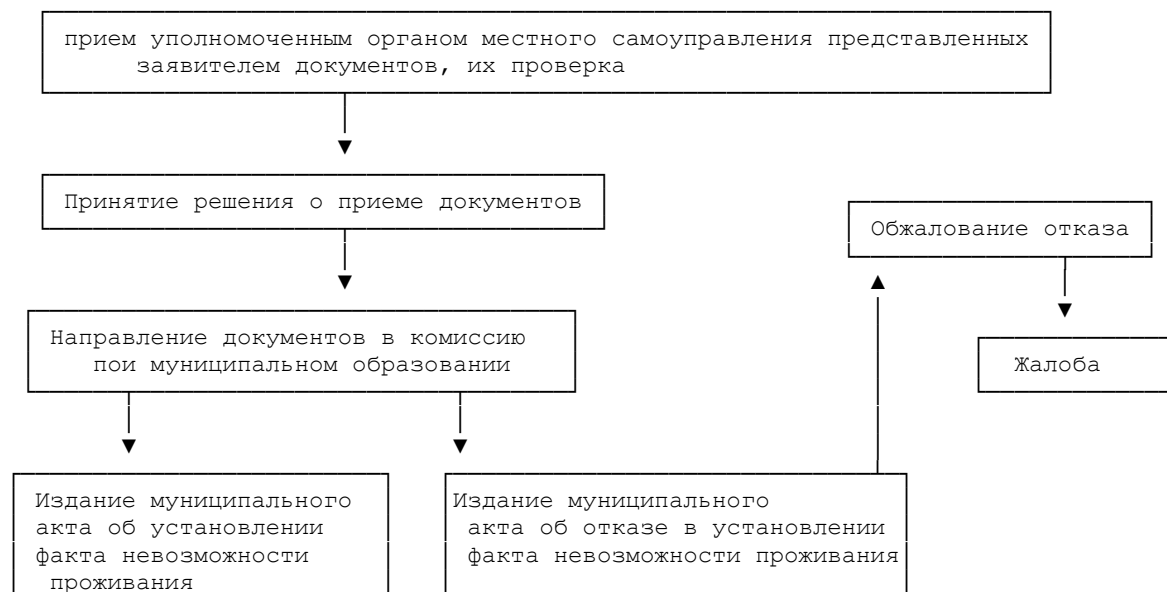 прием уполномоченным органом местного самоуправления представленных
заявителем документов, их проверка
Принятие решения о приеме документов
Обжалование отказа
Направление документов в комиссию
пои муниципальном образовании
Жалоба
Издание муниципального
акта об установлении
факта невозможности
проживания
Издание муниципального
акта об отказе в установлении
факта невозможности проживания